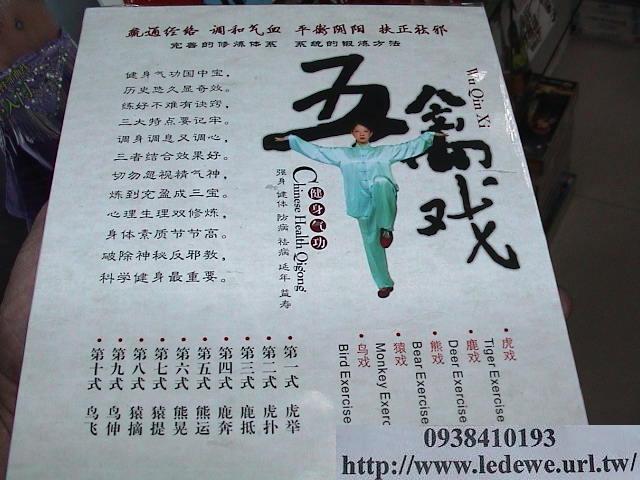 疏通经络 调和气血 平衡阴阳 扶正祛邪
完善的修炼体系 系统的锻炼方法
健身气功国中宝，
历史悠久显奇效。
练好不难有诀窍，
三大特点要记牢。
调身调息又调心，
三者结合效果好。
切勿忽视精气神，
炼到充盈成三宝。
心理生理双修炼，
身体素质节节高。
破除神秘反邪教，
科学健身最重要。
五禽戏
Wu Qin Xi
健身气功
Chinese Health Qigong
强身 健体 防病 祛病 延年 益寿
•虎戏
Tiger Exercise
•鹿戏
Deer Exercise
•熊戏
Bear Exercise
•猿戏
Monkey Exerc
•鸟戏
Bird Exercise
•第一式 虎举
•第二式 虎扑
•第三式 鹿抵
•第四式 鹿奔
•第五式 熊运
•第六式 熊晃
•第七式 猿提
•第八式 猿摘
•第九式 鸟伸
•第十式 鸟飞
0938410193
http://www.ledewe.url.tw/